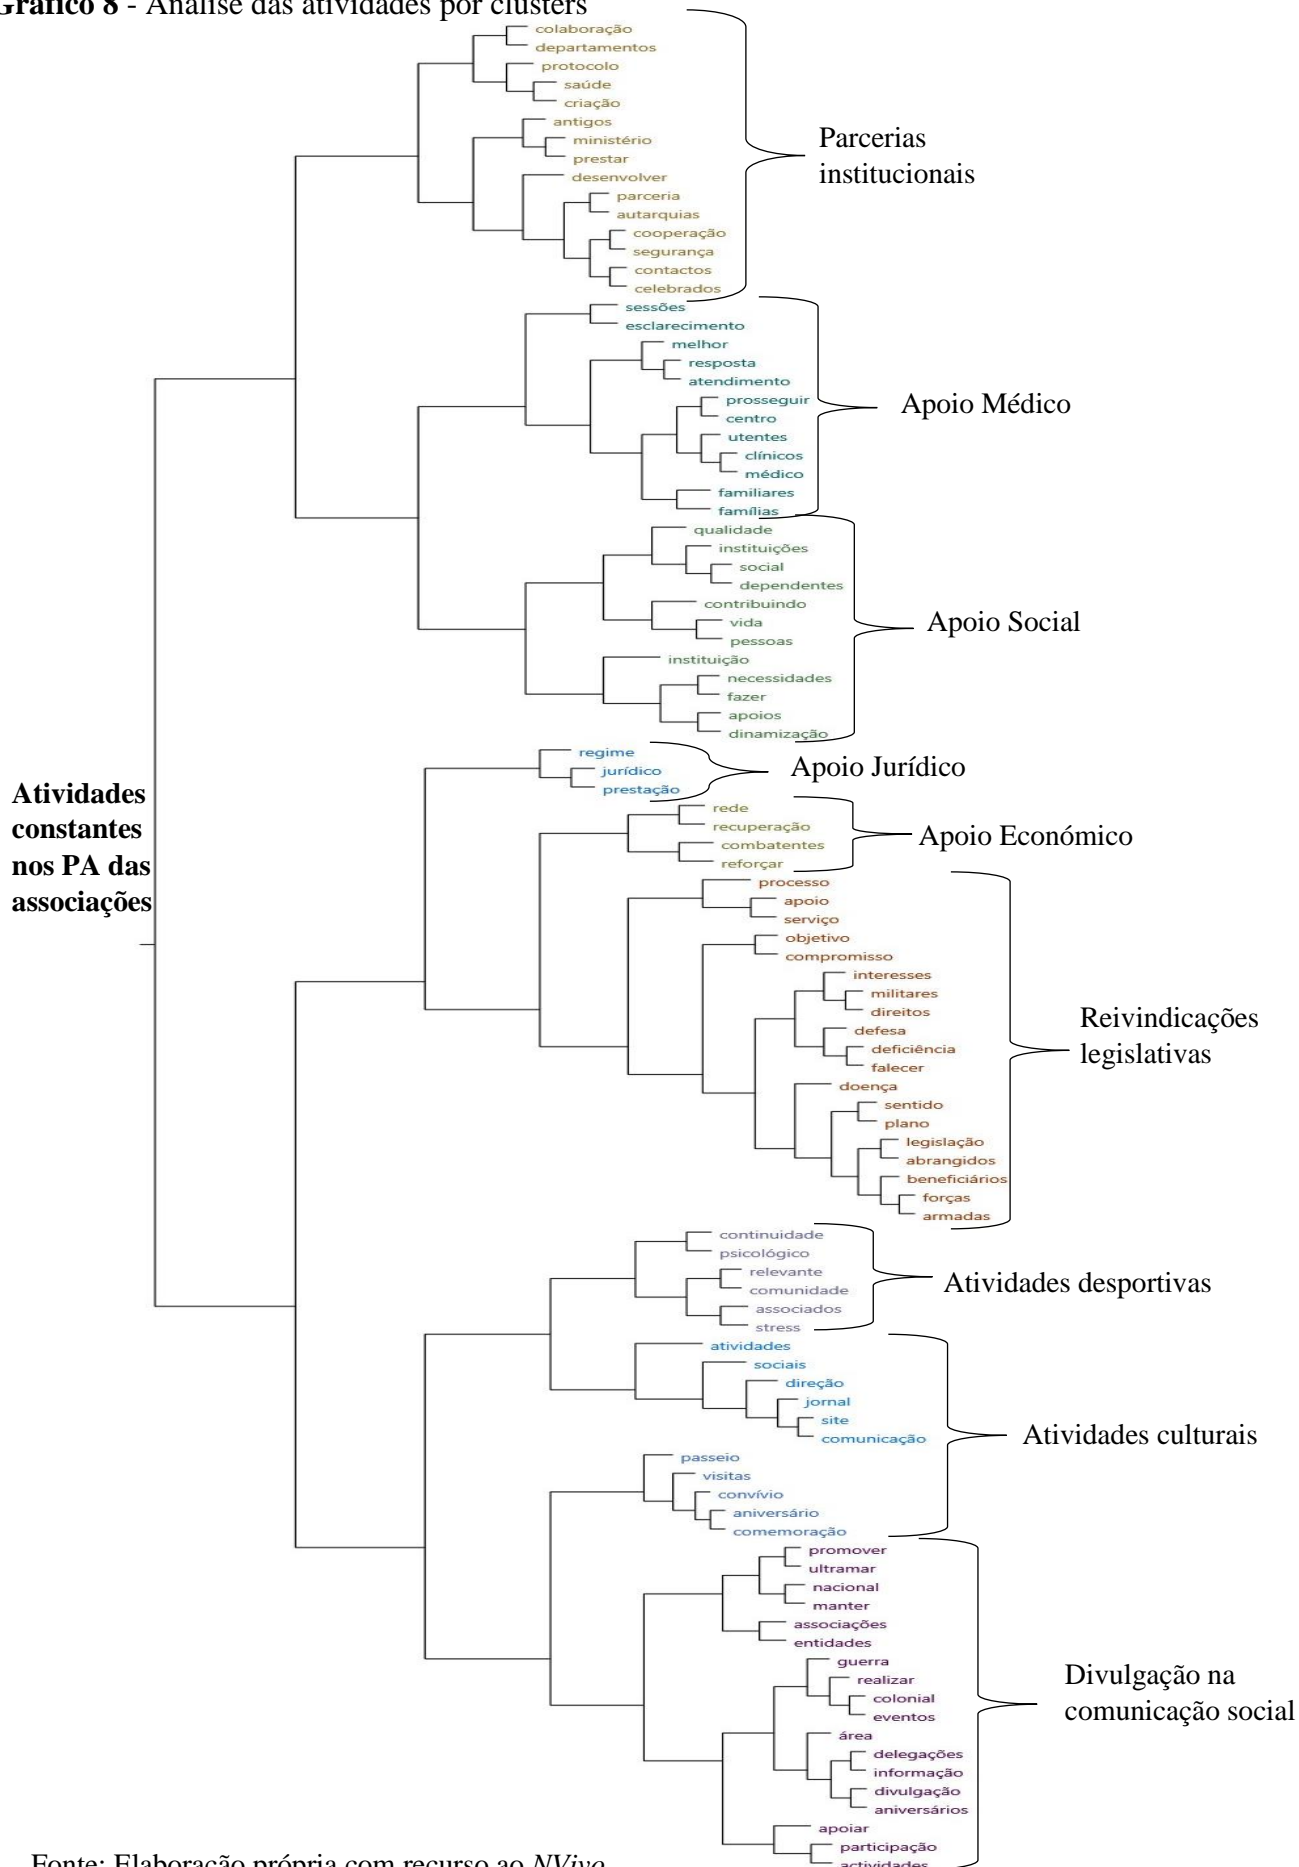 Gráfico 8 - Análise das atividades por clusters
colaboração
departamentos
protocolo
saúde
criação
antigos
ministério
prestar
desenvolver
parceria
autarquias
cooperação
segurança
contactos
celebrados
Parcerias
institucionais
sessões
esclarecimento
melhor
resposta
atendimento
prosseguir
centro
utentes
clínicos
médico
familiares
famílias
Apoio Médico
qualidade
instituições
social
dependentes
contribuindo
vida
pessoas
instituição
necessidades
fazer
apoios
dinamização
Apoio Social
regime
jurídico
prestação
Apoio Jurídico
Atividades
constantes
nos PA das
associações
rede
recuperação
combatentes
reforçar
Apoio Económico
processo
apoio
serviço
objetivo
compromisso
interesses
militares
direitos
defesa
deficiência
falecer
doença
sentido
plano
legislação
abrangidos
beneficiários
forças
armadas
Reivindicações
legislativas
continuidade
psicológico
relevante
comunidade
associados
stress
Atividades desportivas
atividades
sociais
direção
jornal
site
comunicação
passeio
visitas
convívio
aniversário
comemoração
Atividades culturais
promover
ultramar
nacional
manter
associações
entidades
guerra
realizar
colonial
eventos
área
delegações
informação
divulgação
aniversários
apoiar
participação
actividades
Divulgação na
comunicação social
Fonte: Elaboração própria com recurso ao NVivo